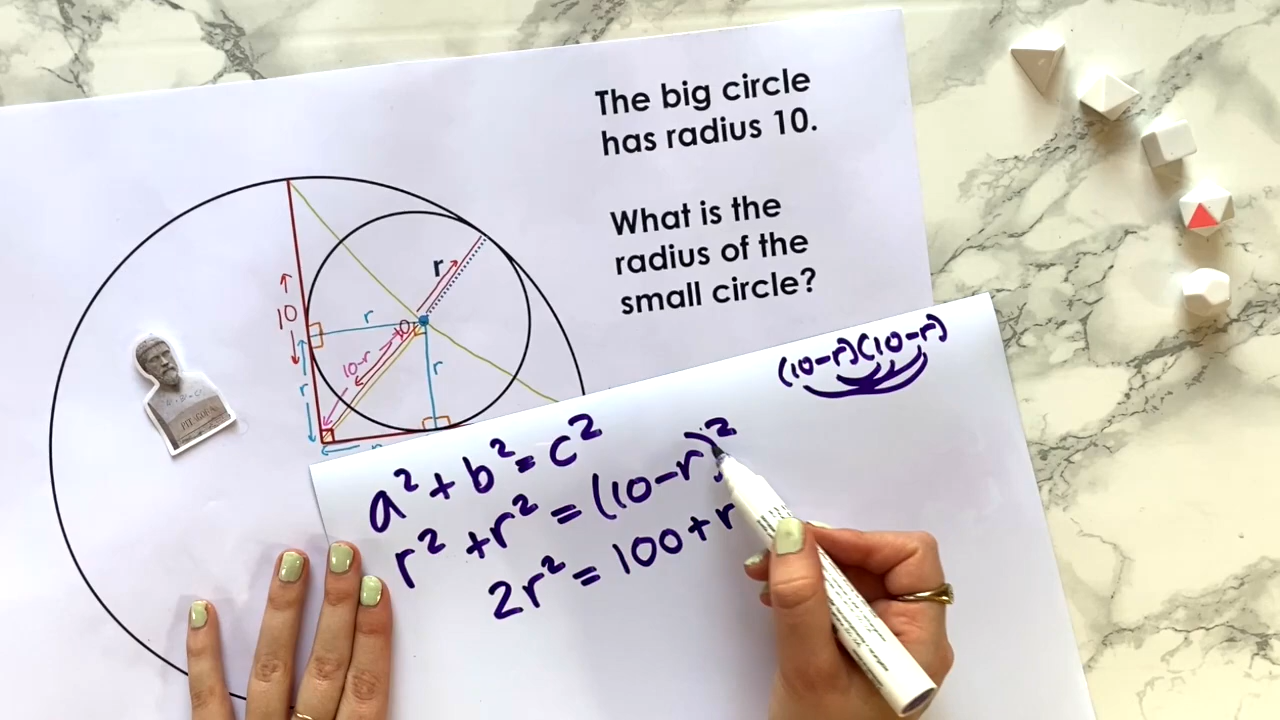 The big circle
has radius 10.
What is the
radius of the
small circle?
r
10
r
10-r
r
r
(10-r)(10-r)
a²+b²=c²
r²+r²=(10-r)²
2r²=100+r